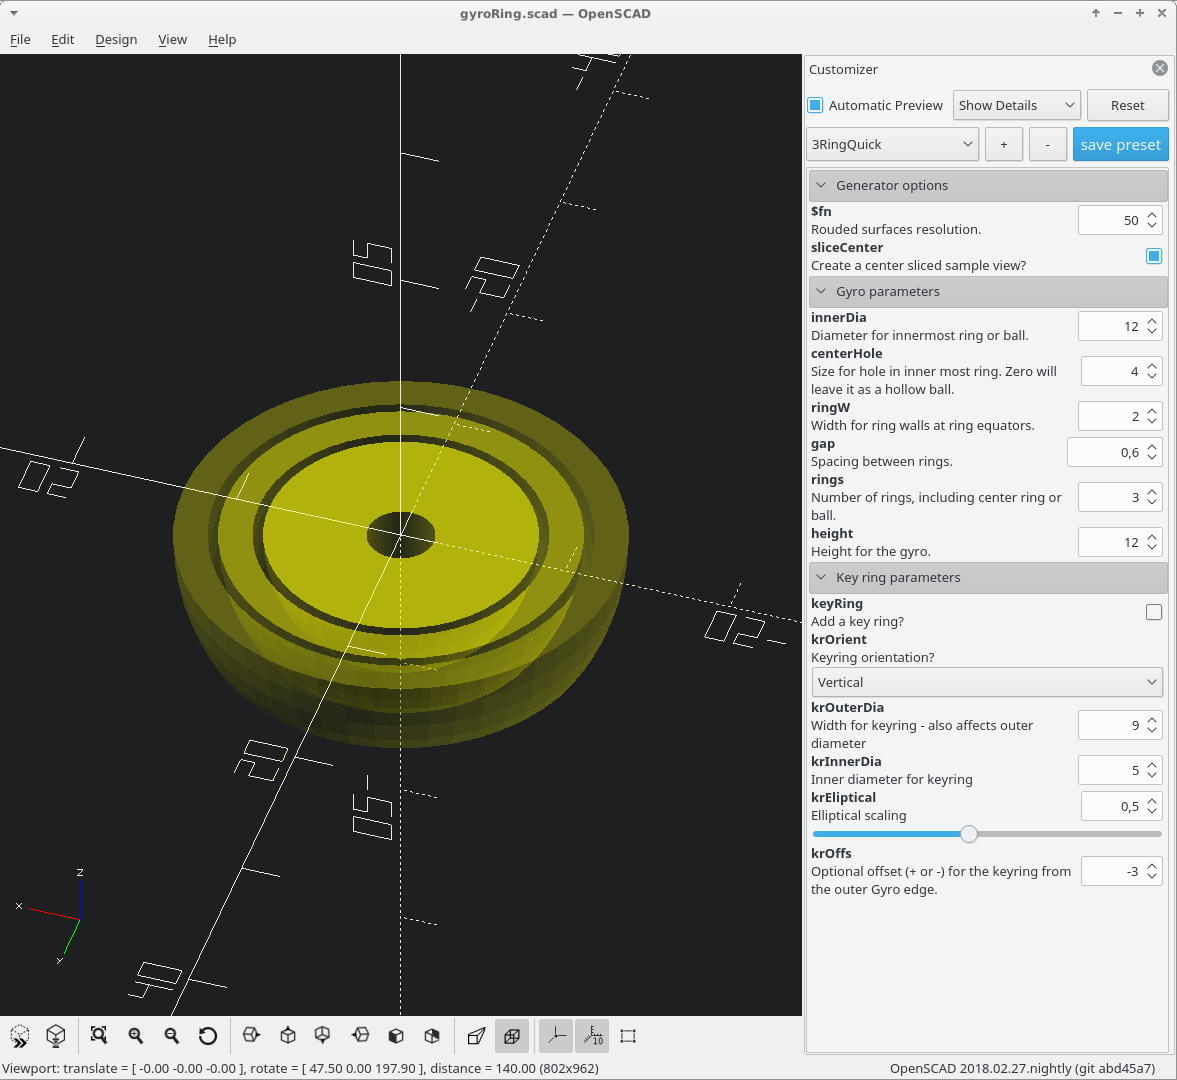 gyroRing.scad — OpenSCAD
File Edit Design View Help
Customizer
Automatic Preview Show Details Reset
3RingQuick + - save preset
Generator options
$fn
Rouded surfaces resolution. 50
sliceCenter
Create a center sliced sample view?
Gyro parameters
innerDia
Diameter for innermost ring or ball. 12
centerHole
Size for hole in inner most ring. Zero will 4
leave it as a hollow ball.
ringW
Width for ring walls at ring equators. 2
gap
Spacing between rings. 0,6
rings
Number of rings, including center ring or 3
ball.
height
Height for the gyro. 12
Key ring parameters
keyRing
Add a key ring?
krOrient
Keyring orientation?
Vertical
krOuterDia
Width for keyring - also affects outer 9
diameter
krInnerDia
Inner diameter for keyring 5
krEliptical
Elliptical scaling 0,5
krOffs
Optional offset (+ or -) for the keyring from -3
the outer Gyro edge.
20
20
20
-20
-20
40
z
x
y
10
Viewport: translate = [ -0.00 -0.00 -0.00 ], rotate = [ 47.50 0.00 197.90 ], distance = 140.00 (802x962) OpenSCAD 2018.02.27.nightly (git abd45a7)